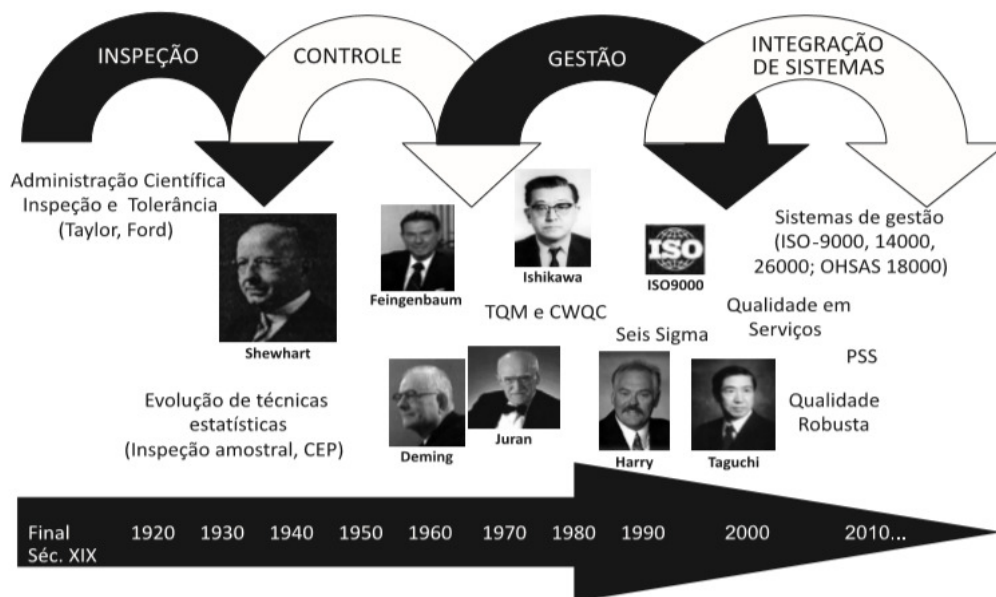 INSPEÇÃO
CONTROLE
GESTÃO
INTEGRAÇÃO
DE SISTEMAS
Administração Científica
Inspeção e Tolerância
(Taylor, Ford)
Shewhart
Feingenbaum
Ishikawa
ISO
ISO9000
Sistemas de gestão
(ISO-9000, 14000,
26000; OHSAS 18000)
TQM e CWQC
Seis Sigma
Qualidade em
Serviços
PSS
Evolução de técnicas
estatísticas
(Inspeção amostral, CEP)
Deming
Juran
Harry
Taguchi
Qualidade
Robusta
Final
Séc. XIX
1920 1930 1940 1950 1960 1970 1980 1990 2000 2010...